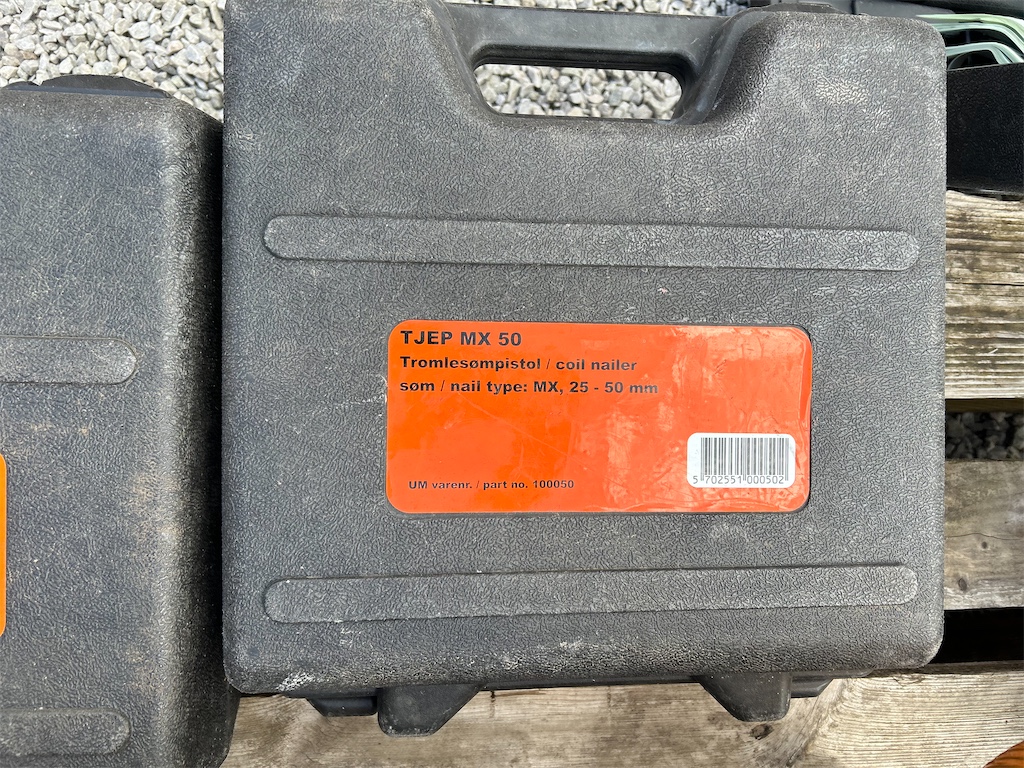 TJEP MX 50
Tromlesømpistol / coil nailer
søm / nail type: MX, 25 - 50 mm
UM varenr. / part no. 100050
5 702551 000502